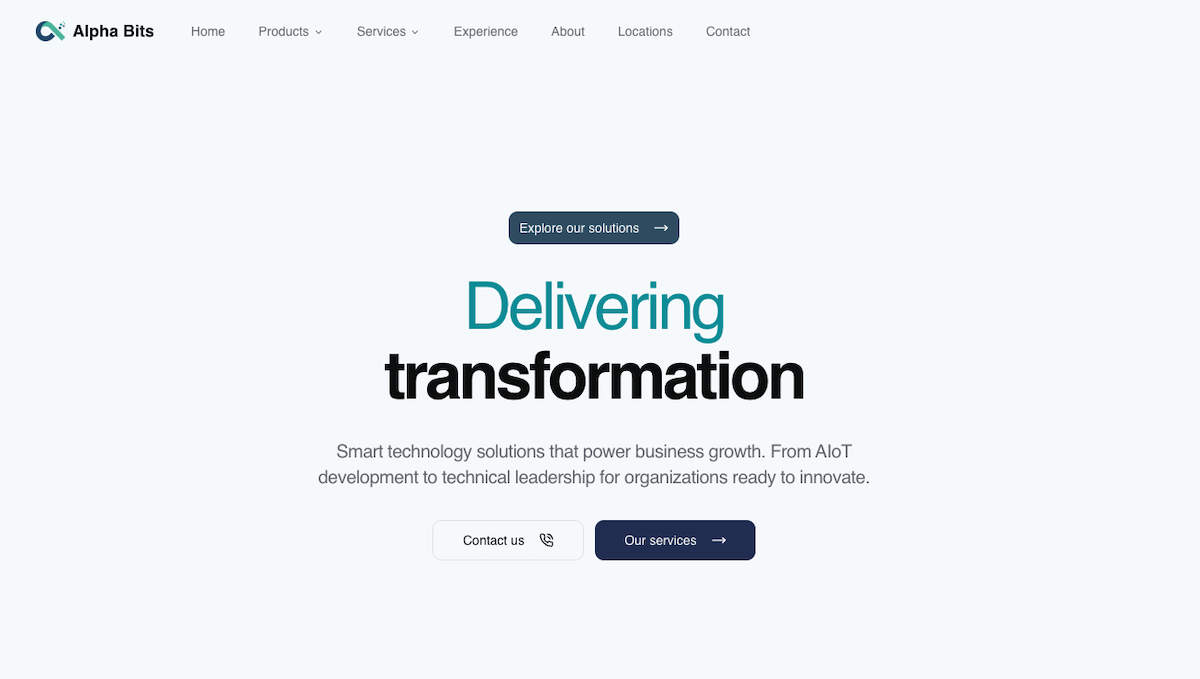 Alpha Bits
Home
Products
Services
Experience
About
Locations
Contact
Explore our solutions
Delivering
transformation
Smart technology solutions that power business growth. From AIoT
development to technical leadership for organizations ready to innovate.
Contact us
Our services